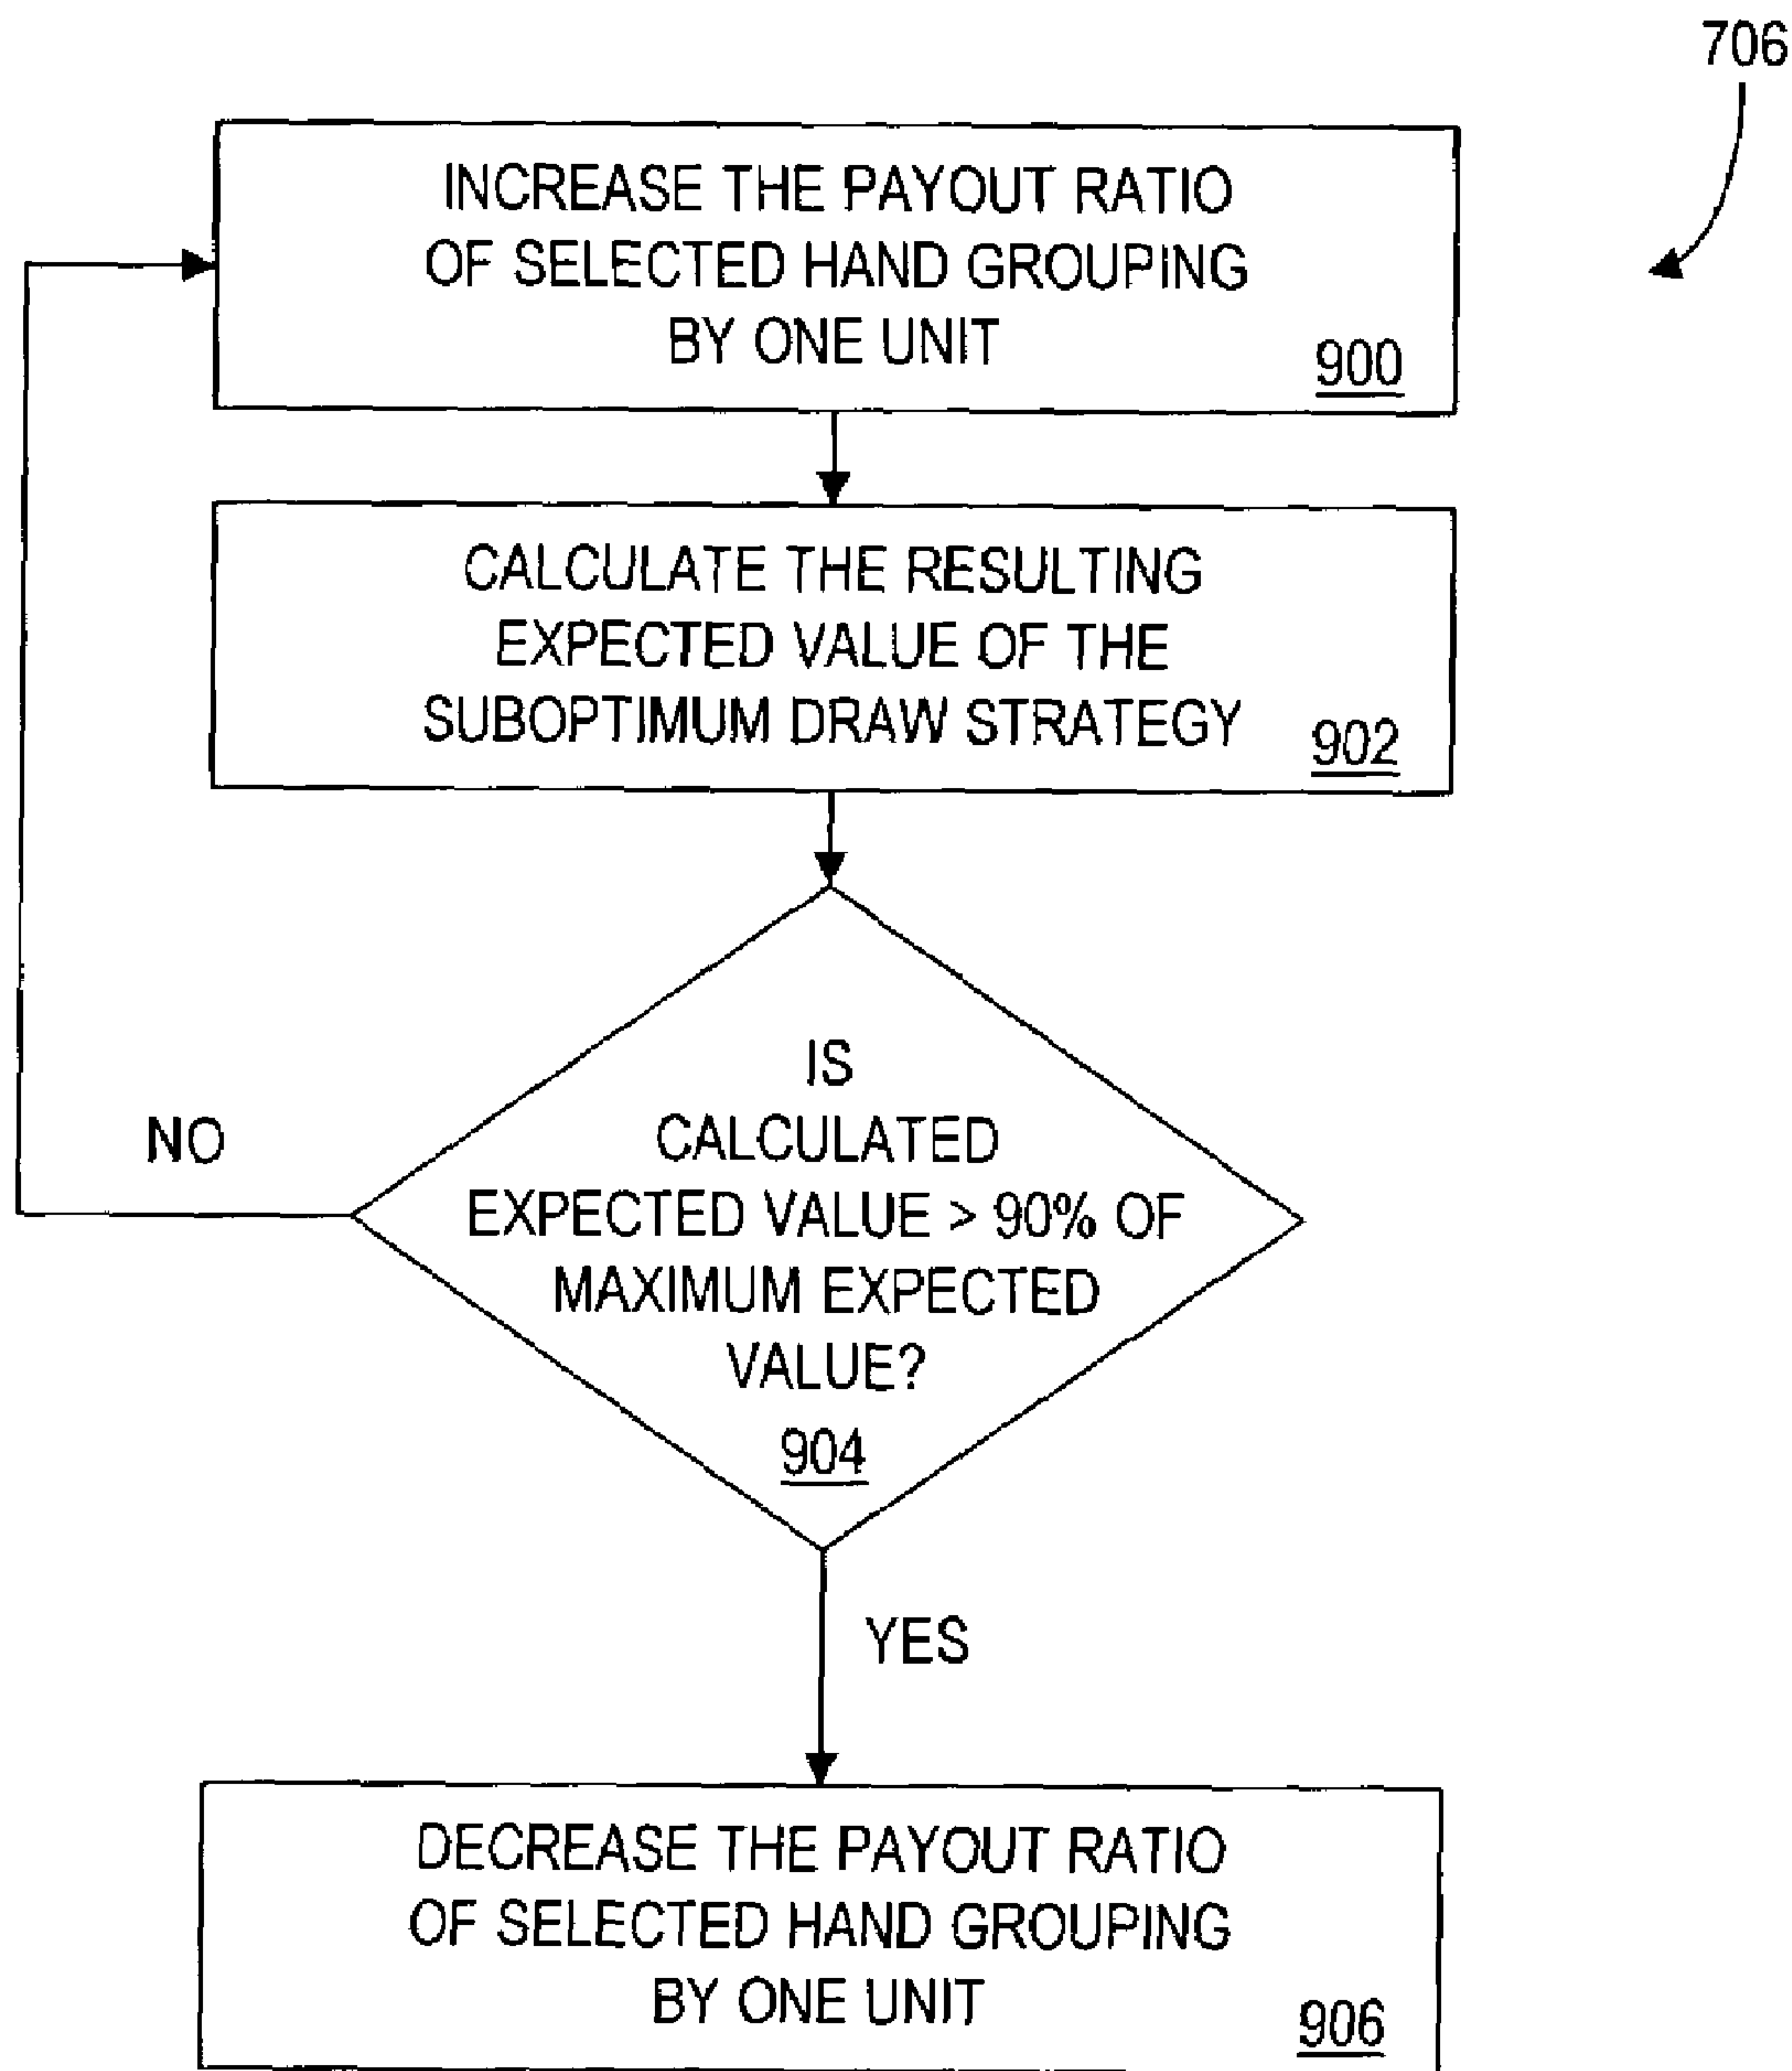 706
INCREASE THE PAYOUT RATIO
OF SELECTED HAND GROUPING
BY ONE UNIT
900
CALCULATE THE RESULTING
EXPECTED VALUE OF THE
SUBOPTIMUM DRAW STRATEGY
902
IS
CALCULATED
EXPECTED VALUE > 90% OF
MAXIMUM EXPECTED
VALUE?
904
NO
YES
DECREASE THE PAYOUT RATIO
OF SELECTED HAND GROUPING
BY ONE UNIT
906